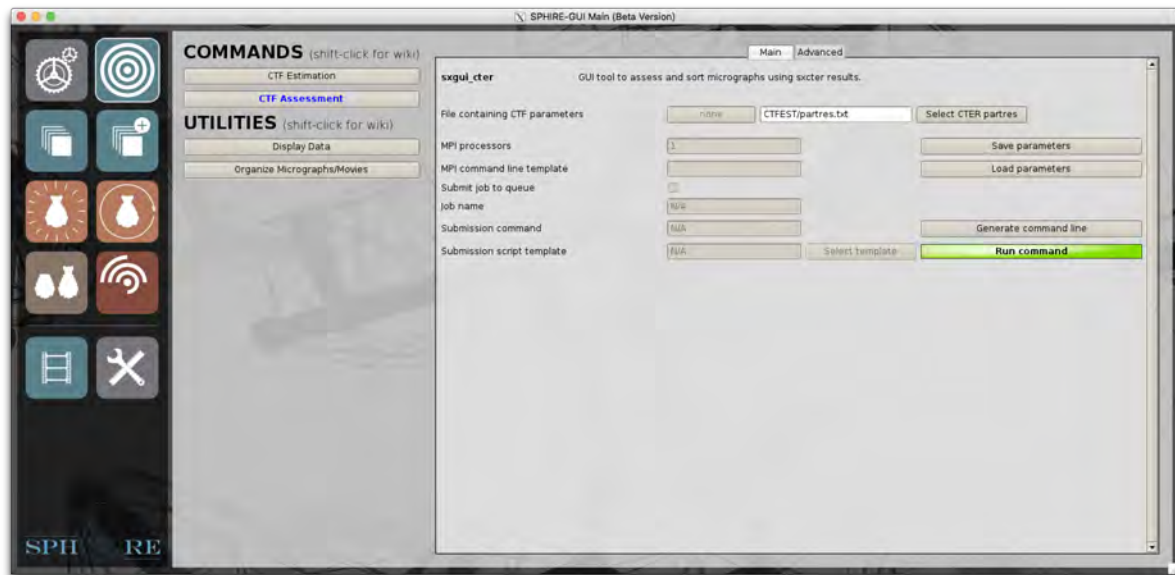 SPHIRE-GUI Main (Beta Version)
COMMANDS (shift-click for wiki)
CTF Estimation
CTF Assessment
UTILITIES (shift-click for wiki)
Display Data
Organize Micrographs/Movies
Main Advanced
sxgui_cter GUI tool to assess and sort micrographs using sxcter results.
File containing CTF parameters none CTFEST/partres.txt Select CTER partres
MPI processors 1 Save parameters
MPI command line template Load parameters
Submit job to queue
Job name N/A
Submission command N/A Generate command line
Submission script template N/A Select template Run command
SPH RE